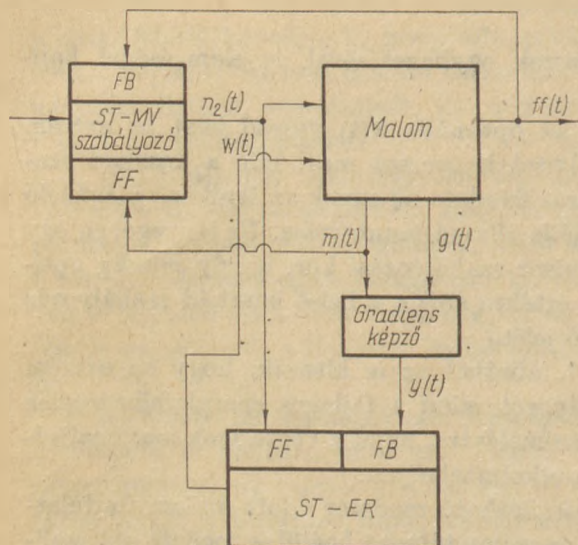 FB
ST-MV
szabályozó
FF
n₂(t)
w(t)
Malom
ff(t)
m(t)
g(t)
Gradiens
képző
y(t)
FF
FB
ST-ER